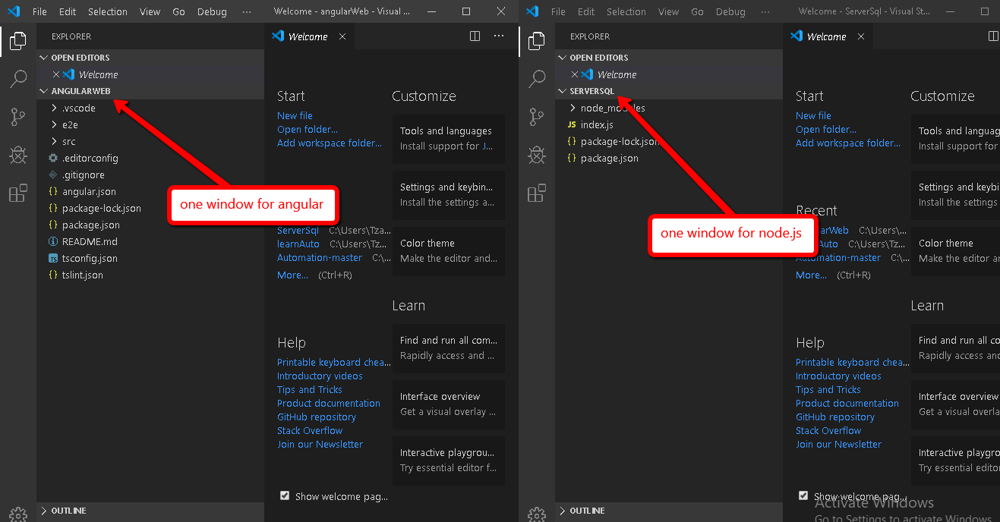 File Edit Selection View Go Debug ··· Welcome - angularWeb - Visual ...
EXPLORER
Welcome
OPEN EDITORS
Welcome
ANGULARWEB
.vscode
e2e
src
.editorconfig
.gitignore
angular.json
package-lock.json
package.json
README.md
tsconfig.json
tslint.json
OUTLINE
one window for angular
Start
New file
Open folder...
Add workspace folder...
ServerSql C:\Users\Tza...
learnAuto C:\Users\Tz...
Automation-master C:\...
More... (Ctrl+R)
Help
Printable keyboard chea...
Introductory videos
Tips and Tricks
Product documentation
GitHub repository
Stack Overflow
Join our Newsletter
Show welcome pag...
Customize
Tools and languages
Install support for J...
Settings and keybin...
Install the settings a...
Color theme
Make the editor and...
Learn
Find and run all com...
Rapidly access and ...
Interface overview
Get a visual overlay ...
Interactive playgrou...
Try essential editor f...
File Edit Selection View Go Debug ··· Welcome - ServerSql - Visual St...
EXPLORER
Welcome
OPEN EDITORS
Welcome
SERVERSQL
node_modules
JS index.js
package-lock.json
package.json
OUTLINE
one window for node.js
Start
New file
Open folder...
Add workspace folder...
Recent
arWeb C:\Users\...
Auto C:\Users\Tz...
Automation-master C:\...
More... (Ctrl+R)
Help
Printable keyboard chea...
Introductory videos
Tips and Tricks
Product documentation
GitHub repository
Stack Overflow
Join our Newsletter
Show welcome pag...
Customize
Tools and languag
Install support for
Settings and keybi
Install the settings
Color theme
Make the editor an
Learn
Find and run all co
Rapidly access and
Interface overview
Get a visual overla
Interactive playgro
Try essential edito
Activate Windows
Go to Settings to activate Windows.